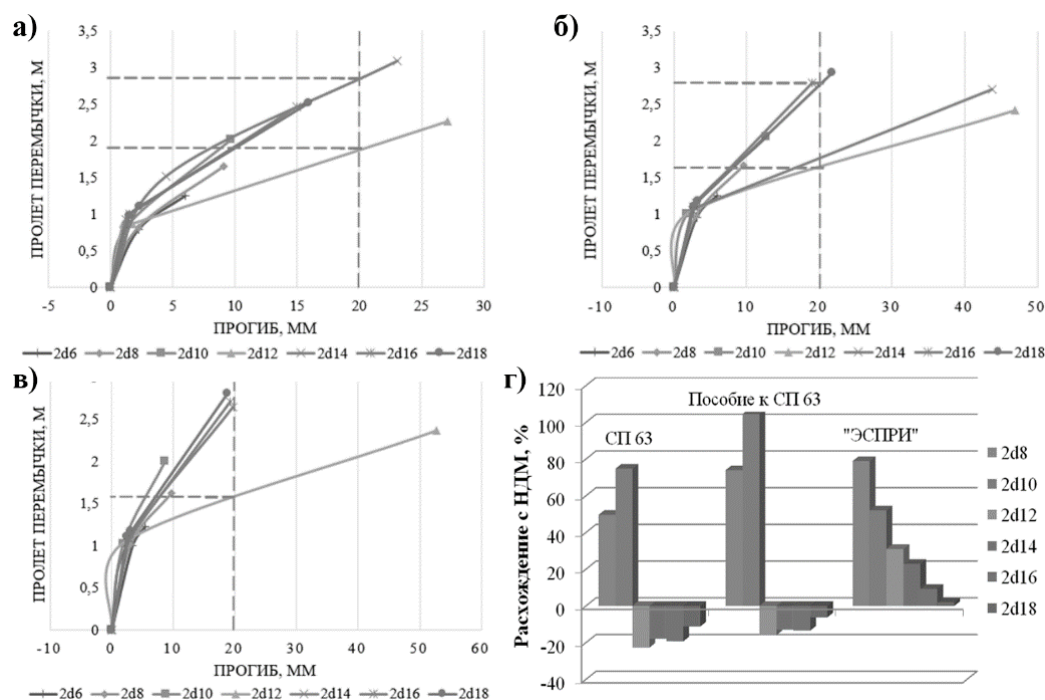 а)
ПРОЛЕТ ПЕРЕМЫЧКИ, М
3,5
3
2,5
2
1,5
1
0,5
0
-5 0 5 10 15 20 25 30
ПРОГИБ, ММ
2d6 2d8 2d10 2d12 2d14 2d16 2d18
б)
ПРОЛЕТ ПЕРЕМЫЧКИ, М
3,5
3
2,5
2
1,5
1
0,5
0
-10 0 10 20 30 40 50
ПРОГИБ, ММ
2d6 2d8 2d10 2d12 2d14 2d16 2d18
в)
ПРОЛЕТ ПЕРЕМЫЧКИ, М
2,5
2
1,5
1
0,5
0
-10 0 10 20 30 40 50 60
ПРОГИБ, ММ
2d6 2d8 2d10 2d12 2d14 2d16 2d18
г)
Расхождение с НДМ, %
120
100
80
60
40
20
0
-20
-40
СП 63
Пособие к СП 63
"ЭСПРИ"
2d8
2d10
2d12
2d14
2d16
2d18